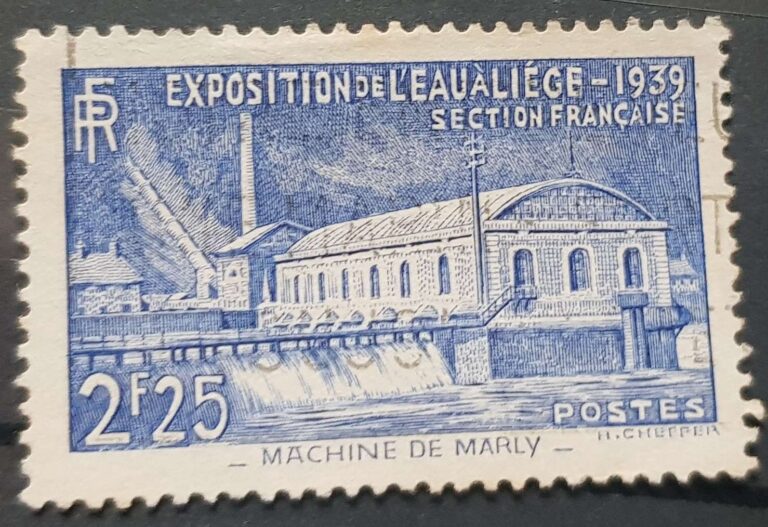 RF
EXPOSITION DE L'EAU À LIÉGE - 1939
SECTION FRANÇAISE
2F25
POSTES
- MACHINE DE MARLY -
H. CHEFFER